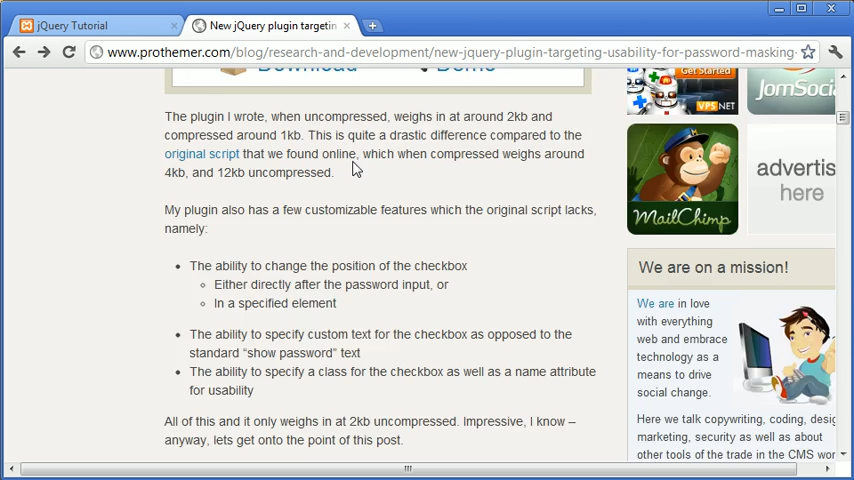 jQuery Tutorial
New jQuery plugin targetin
www.prothemer.com/blog/research-and-development/new-jquery-plugin-targeting-usability-for-password-masking-
Download
Demo
The plugin I wrote, when uncompressed, weighs in at around 2kb and
compressed around 1kb. This is quite a drastic difference compared to the
original script that we found online, which when compressed weighs around
4kb, and 12kb uncompressed.
My plugin also has a few customizable features which the original script lacks,
namely:
The ability to change the position of the checkbox
Either directly after the password input, or
In a specified element
The ability to specify custom text for the checkbox as opposed to the
standard “show password” text
The ability to specify a class for the checkbox as well as a name attribute
for usability
All of this and it only weighs in at 2kb uncompressed. Impressive, I know –
anyway, lets get onto the point of this post.
Get Started
VPS.NET
JomSocia
MailChimp
advertis
here
We are on a mission!
We are in love
with everything
web and embrace
technology as a
means to drive
social change.
Here we talk copywriting, coding, desig
marketing, security as well as about
other tools of the trade in the CMS wor